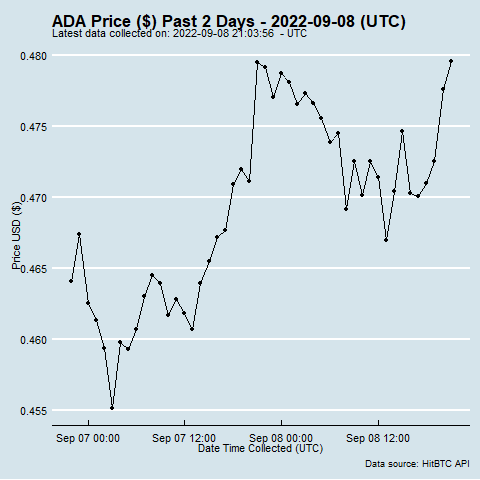 ADA Price ($) Past 2 Days - 2022-09-08 (UTC)
Latest data collected on: 2022-09-08 21:03:56  - UTC
0.480
0.475
0.470
0.465
0.460
0.455
Price USD ($)
Sep 07 00:00
Sep 07 12:00
Sep 08 00:00
Sep 08 12:00
Date Time Collected (UTC)
Data source: HitBTC API